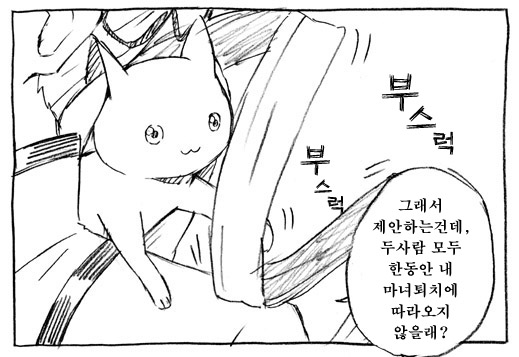 부스럭
부스럭
그래서
제안하는건데,
두사람 모두
한동안 내
마녀퇴치에
따라오지
않을래?